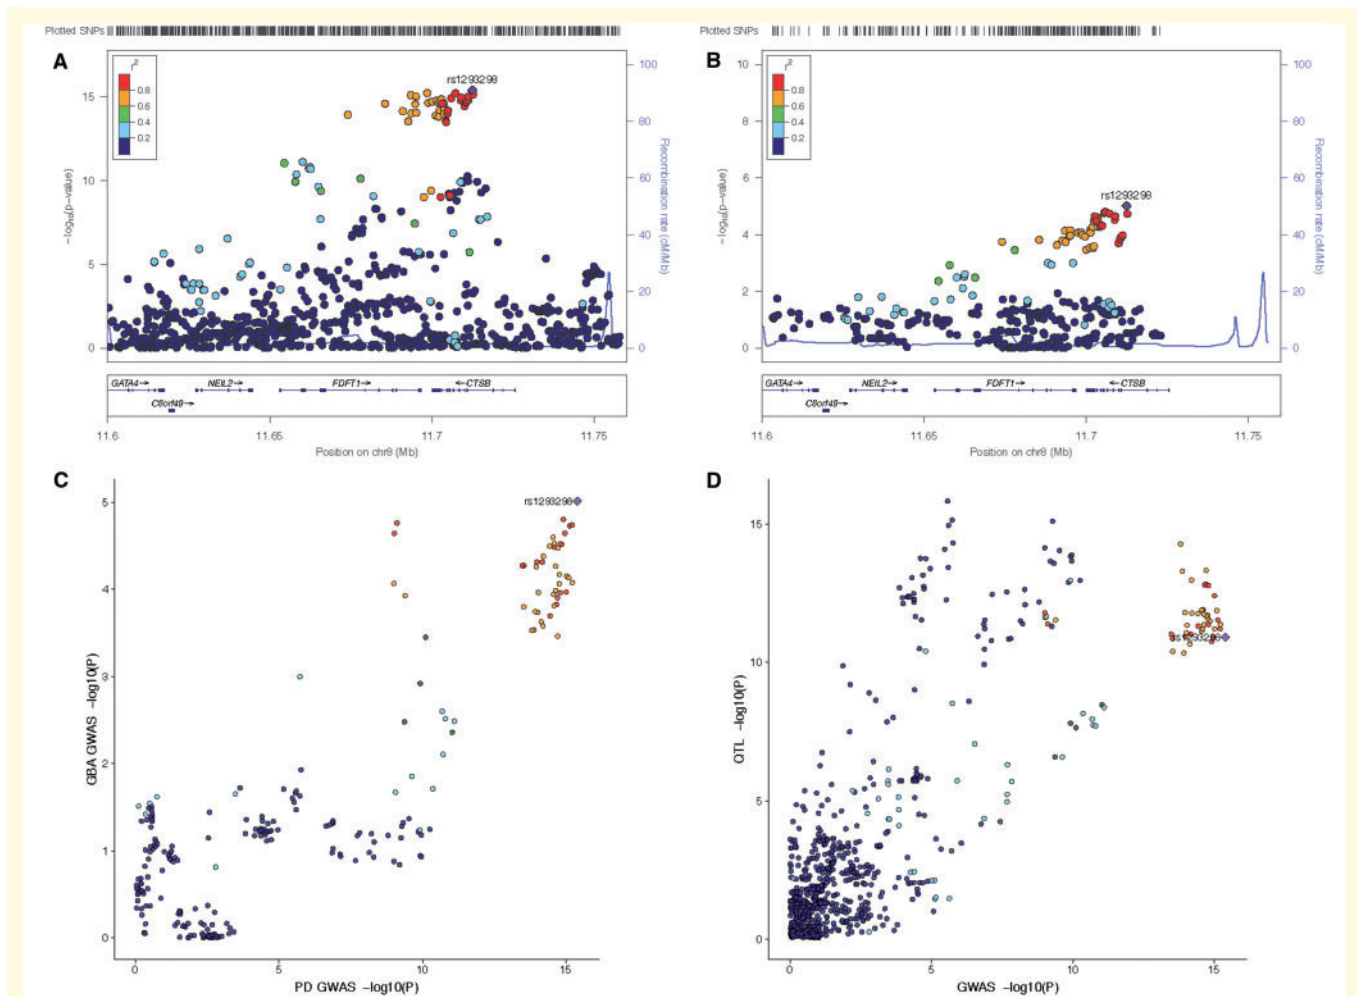 Plotted SNPs
A
r²
0.8
0.6
0.4
0.2
rs1293298
15
10
5
0
−log₁₀(p−value)
100
80
60
40
20
0
Recombination rate (cM/Mb)
GATA4
C8orf49
NEIL2
FDFT1
CTSB
11.6
11.65
11.7
11.75
Position on chr8 (Mb)
Plotted SNPs
B
r²
0.8
0.6
0.4
0.2
rs1293298
10
8
6
4
2
0
−log₁₀(p−value)
100
80
60
40
20
0
Recombination rate (cM/Mb)
GATA4
C8orf49
NEIL2
FDFT1
CTSB
11.6
11.65
11.7
11.75
Position on chr8 (Mb)
C
rs1293298
5
4
3
2
1
0
GBA GWAS −log10(P)
0
5
10
15
PD GWAS −log10(P)
D
rs1293298
15
10
5
0
QTL −log10(P)
0
5
10
15
GWAS −log10(P)